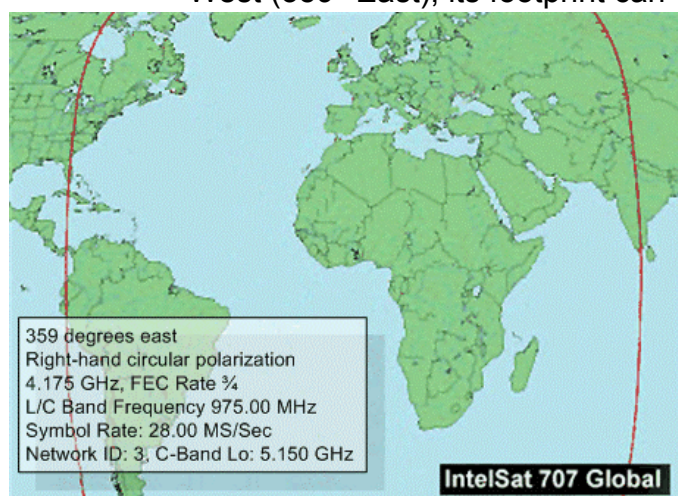 359 degrees east
Right-hand circular polarization
4.175 GHz, FEC Rate ¾
L/C Band Frequency 975.00 MHz
Symbol Rate: 28.00 MS/Sec
Network ID: 3, C-Band Lo: 5.150 GHz
IntelSat 707 Global